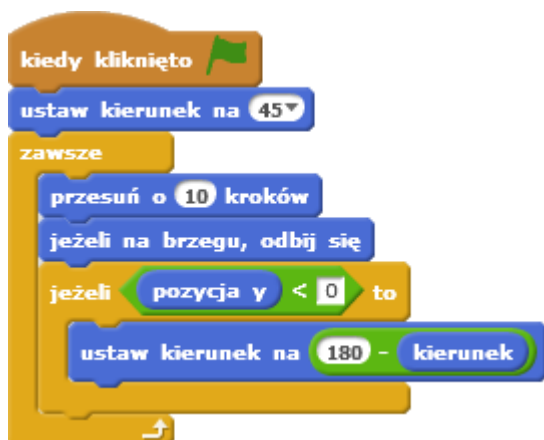 kiedy kliknięto
ustaw kierunek na 45
zawsze
przesuń o 10 kroków
jeżeli na brzegu, odbij się
jeżeli pozycja y < 0 to
ustaw kierunek na 180 - kierunek